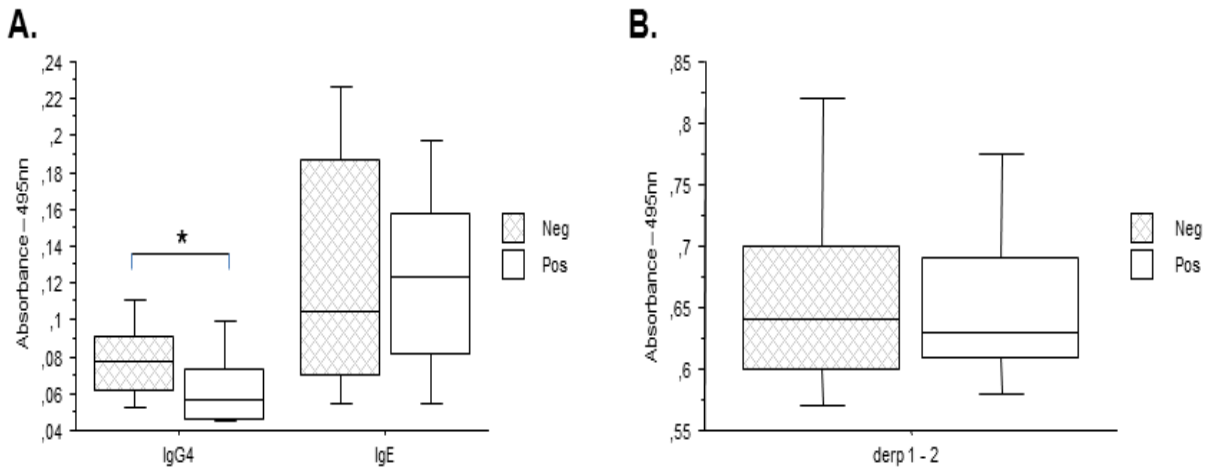 A.
B.
Absorbance – 495nn
,24
,22
,2
,18
,16
,14
,12
,1
,08
,06
,04
*
IgG4
IgE
Neg
Pos
Absorbance – 495nn
,85
,8
,75
,7
,65
,6
,55
derp 1 - 2
Neg
Pos